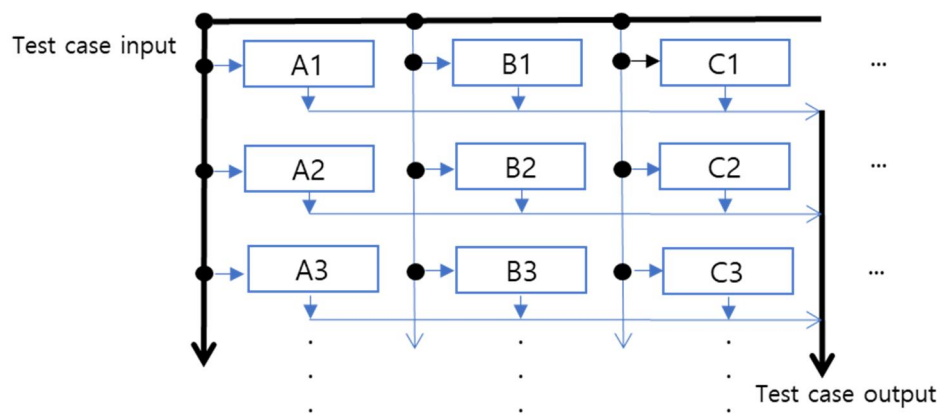 Test case input
A1 B1 C1 ...
A2 B2 C2 ...
A3 B3 C3 ...
. . .
. . .
. . .
Test case output